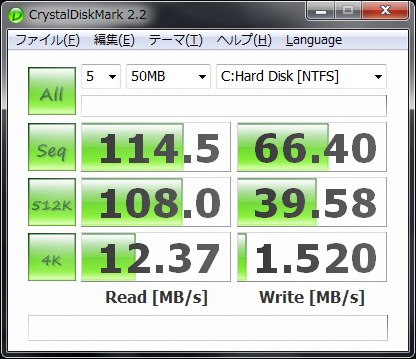 CrystalDiskMark 2.2
ファイル(F) 編集(E) テーマ(T) ヘルプ(H) Language
All 5 50MB C:Hard Disk [NTFS]
Seq 114.5 66.40
512K 108.0 39.58
4K 12.37 1.520
Read [MB/s] Write [MB/s]